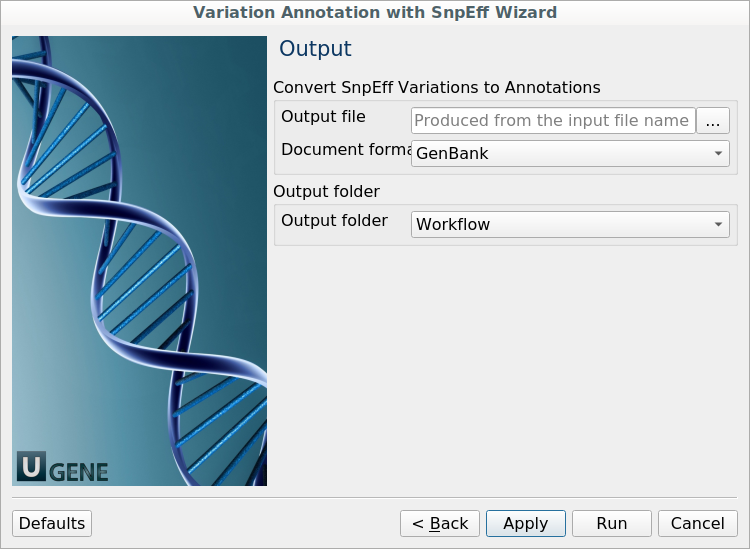 Variation Annotation with SnpEff Wizard
Output
Convert SnpEff Variations to Annotations
Output file
Produced from the input file name
...
Document forma
GenBank
Output folder
Output folder
Workflow
U GENE
Defaults
< Back
Apply
Run
Cancel